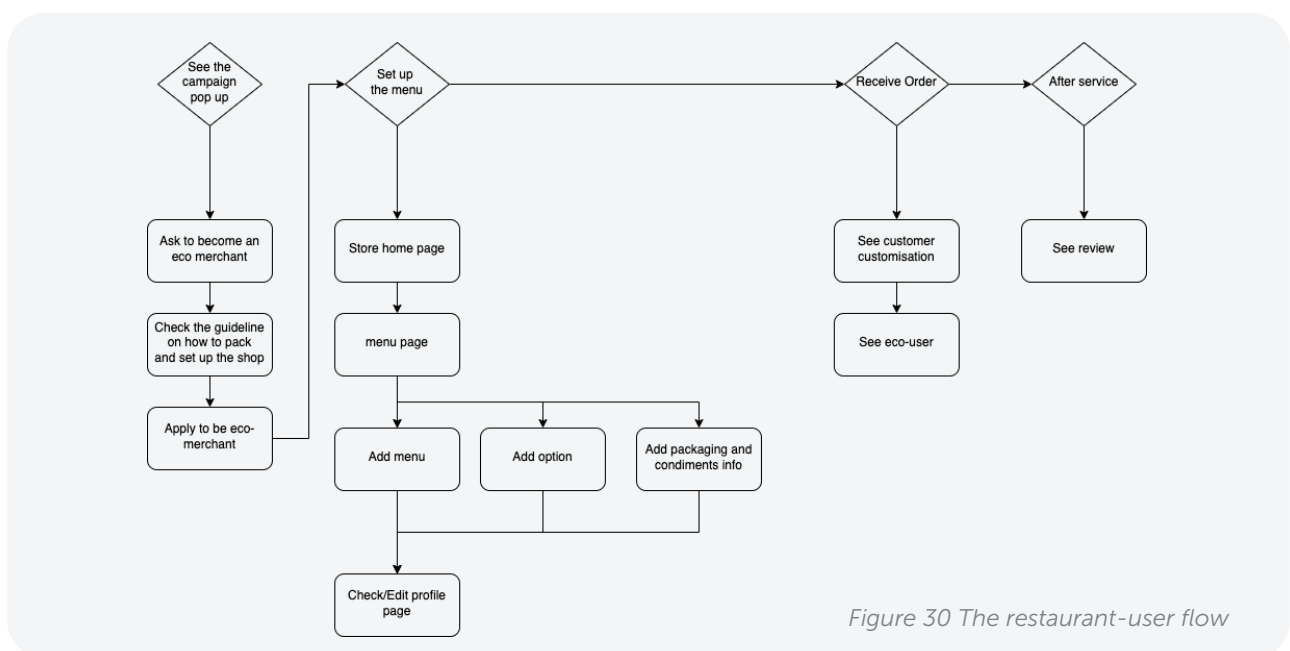 See the
campaign
pop up
Set up
the menu
Receive Order
After service
Ask to become an
eco merchant
Store home page
See customer
customisation
See review
Check the guideline
on how to pack
and set up the shop
menu page
See eco-user
Apply to be eco-
merchant
Add menu
Add option
Add packaging and
condiments info
Check/Edit profile
page
Figure 30 The restaurant-user flow